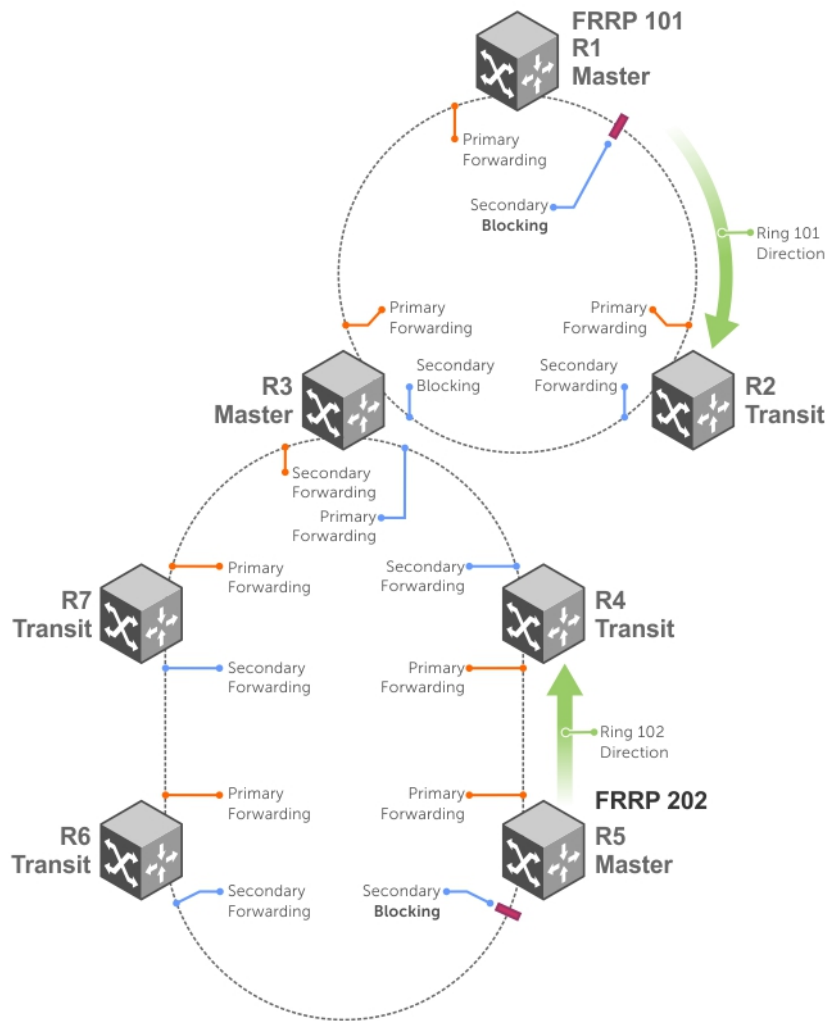 FRRP 101
R1
Master
Primary
Forwarding
Secondary
Blocking
Ring 101
Direction
Primary
Forwarding
Primary
Forwarding
R3
Master
Secondary
Blocking
Secondary
Forwarding
R2
Transit
Secondary
Forwarding
Primary
Forwarding
R7
Transit
Primary
Forwarding
Secondary
Forwarding
R4
Transit
Secondary
Forwarding
Primary
Forwarding
Ring 102
Direction
R6
Transit
Primary
Forwarding
Primary
Forwarding
FRRP 202
R5
Master
Secondary
Forwarding
Secondary
Blocking